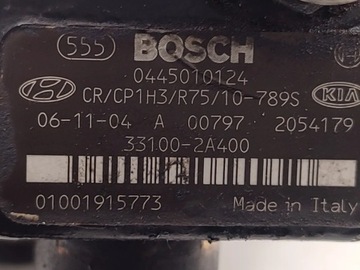 555 BOSCH
0445010124
CR/CP1H3/R75/10-789S KIA
06-11-04 A 00797 2054179
33100-2A400
01001915773 Made in Italy